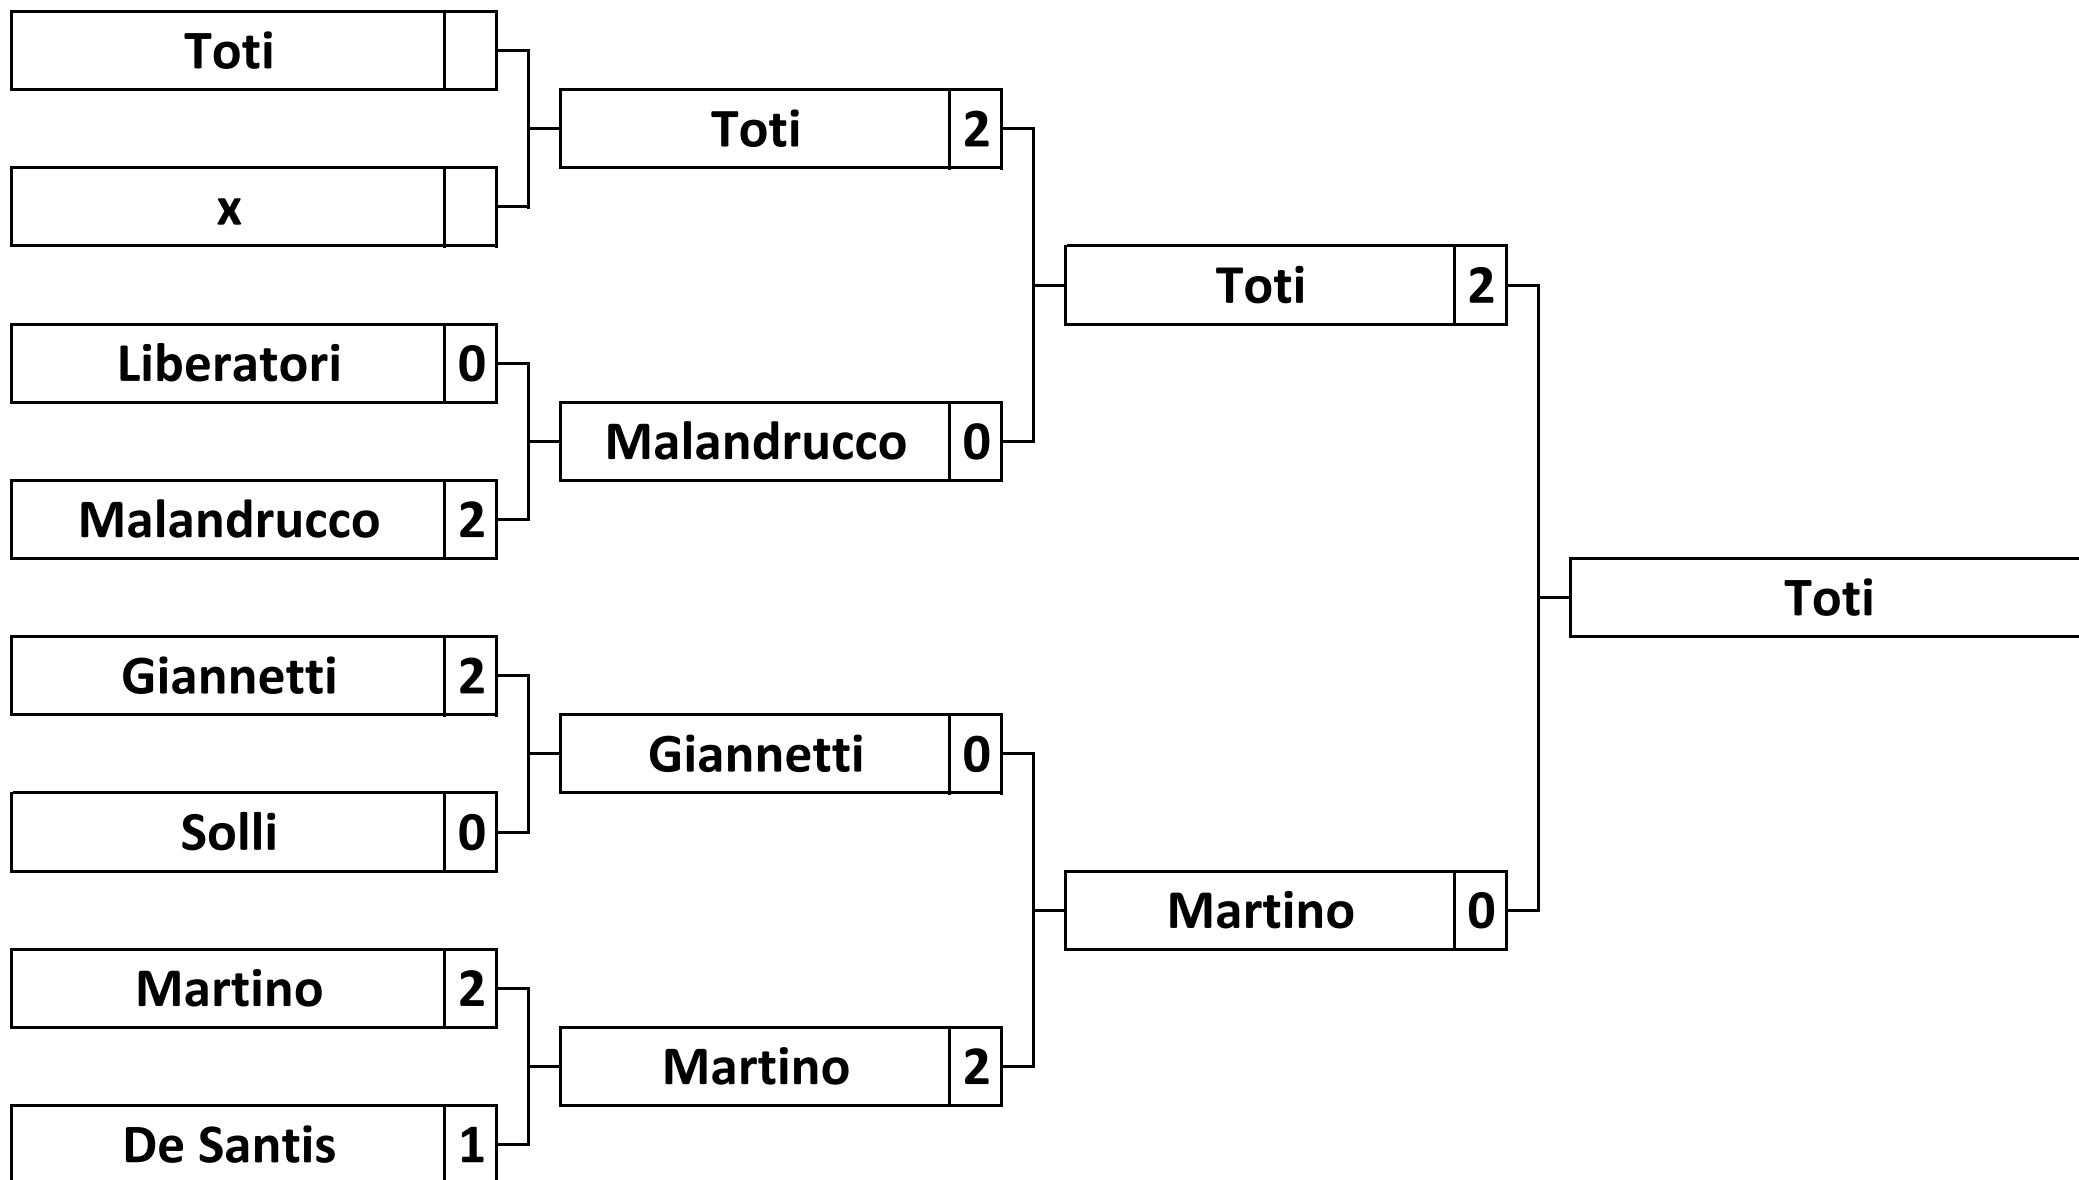 Toti
x
Liberatori 0
Malandrucco 2
Giannetti 2
Solli 0
Martino 2
De Santis 1
Toti 2
Malandrucco 0
Giannetti 0
Martino 2
Toti 2
Martino 0
Toti